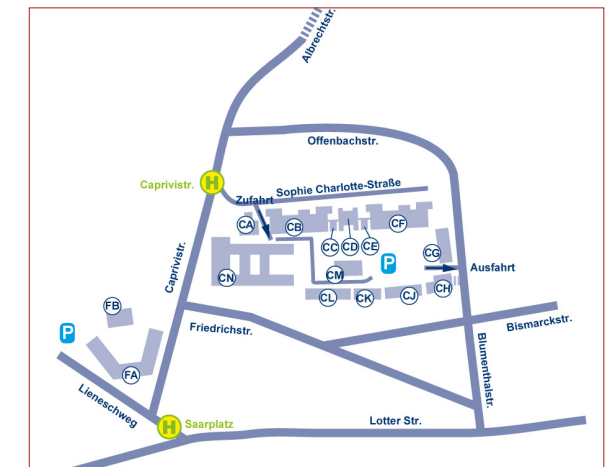 Albrechtstr.
Offenbachstr.
H
Caprivistr.
Sophie Charlotte-Straße
Zufahrt
CA
CB
CC
CD
CE
CF
CG
P
Ausfahrt
CM
CN
CL
CK
CJ
CH
Caprivistr.
FB
P
FA
Friedrichstr.
Bismarckstr.
Blumenthalstr.
Lieneschweg
H
Saarplatz
Lotter Str.